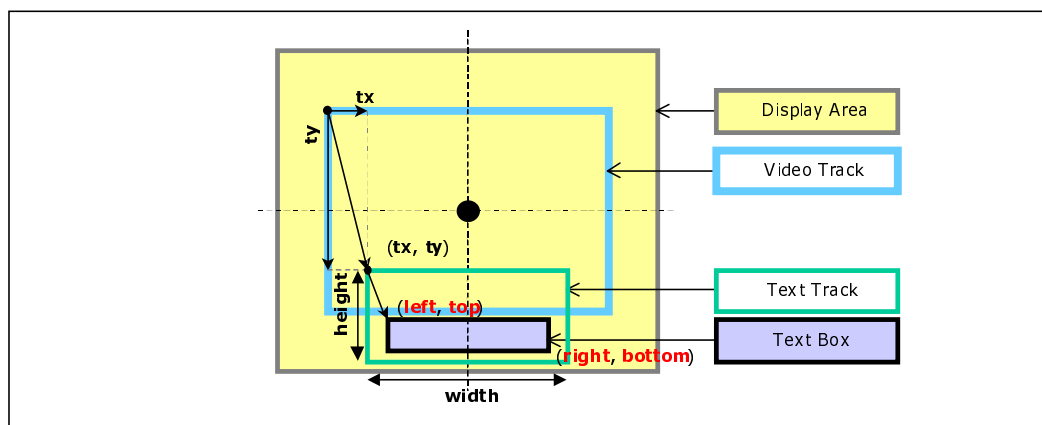 tx
Display Area
ty
Video Track
(tx, ty)
Text Track
height
(left, top)
Text Box
(right, bottom)
width